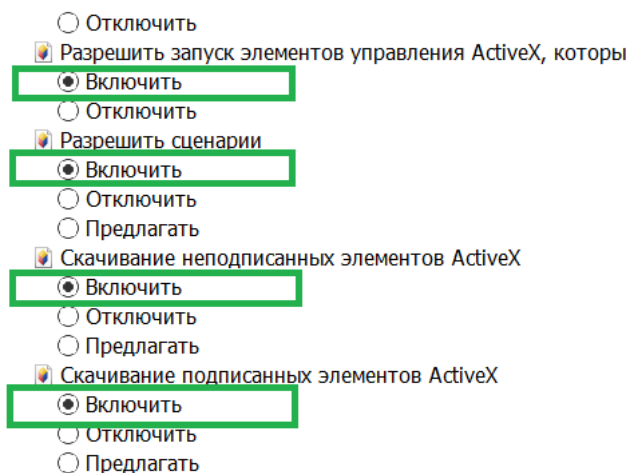 Отключить
Разрешить запуск элементов управления ActiveX, которы
Включить
Отключить
Разрешить сценарии
Включить
Отключить
Предлагать
Скачивание неподписанных элементов ActiveX
Включить
Отключить
Предлагать
Скачивание подписанных элементов ActiveX
Включить
Отключить
Предлагать